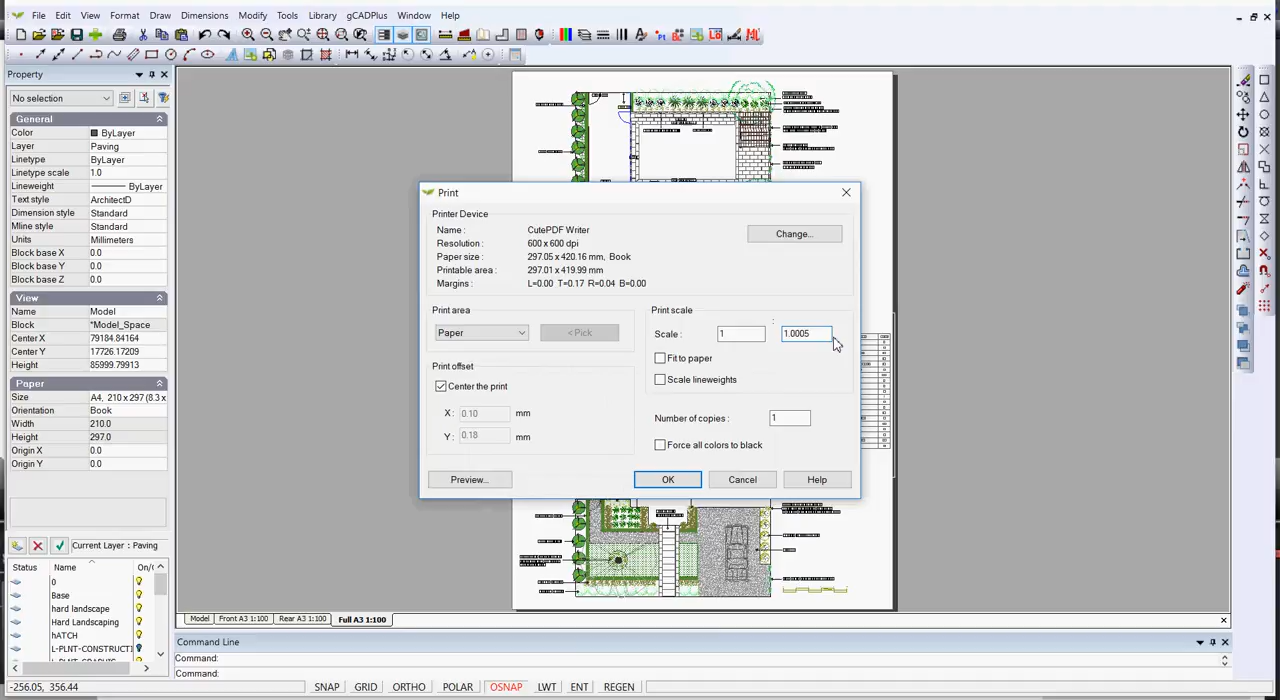 File Edit View Format Draw Dimensions Modify Tools Library gCADPlus Window Help
Property
No selection
General
Color ByLayer
Layer Paving
Linetype ByLayer
Linetype scale 1.0
Lineweight ByLayer
Text style ArchitectD
Dimension style Standard
Mline style Standard
Units Millimeters
Block base X 0.0
Block base Y 0.0
Block base Z 0.0
View
Name Model
Block *Model_Space
Center X 79184.84184
Center Y 17726.17209
Height 85999.79913
Paper
Size A4, 210 x 297 (8.3 x
Orientation Book
Width 210.0
Height 297.0
Origin X 0.0
Origin Y 0.0
Current Layer : Paving
Status Name On/(
0
Base
hard landscape
Hard Landscaping
hATCH
L-PLNT-CONSTRUCTI
Print
Printer Device
Name : CutePDF Writer
Resolution : 600 x 600 dpi
Paper size : 297.05 x 420.16 mm, Book
Printable area : 297.01 x 419.99 mm
Margins : L=0.00 T=0.17 R=0.04 B=0.00
Change...
Print area
Paper
< Pick
Print offset
Center the print
X : 0.10 mm
Y : 0.18 mm
Print scale
Scale : 1 : 1.0005
Fit to paper
Scale lineweights
Number of copies : 1
Force all colors to black
Preview... OK Cancel Help
Model Front A3 1:100 Rear A3 1:100 Full A3 1:100
Command Line
Command:
Command:
-256.05, 356.44 SNAP GRID ORTHO POLAR OSNAP LWT ENT REGEN